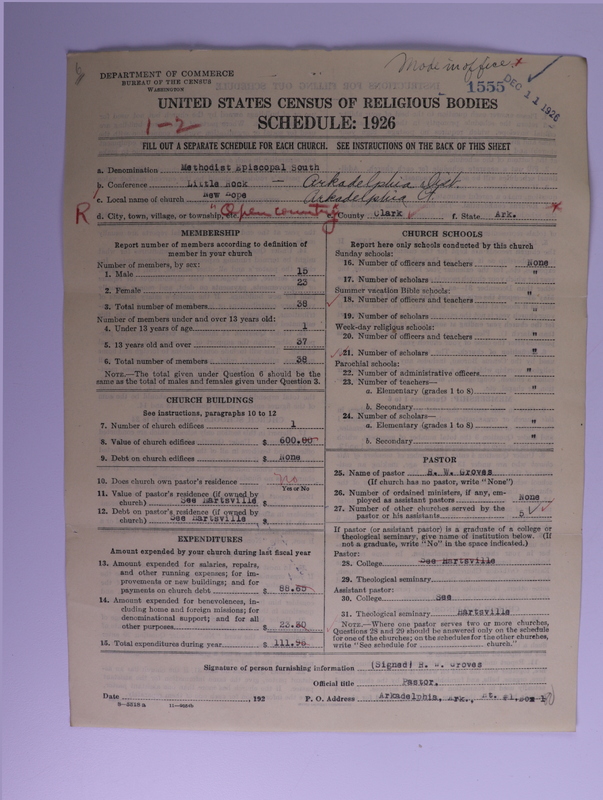 Made in office
DEPARTMENT OF COMMERCE
BUREAU OF THE CENSUS
WASHINGTON
1555
DEC 11 1926
UNITED STATES CENSUS OF RELIGIOUS BODIES
1-2
SCHEDULE: 1926
FILL OUT A SEPARATE SCHEDULE FOR EACH CHURCH. SEE INSTRUCTIONS ON THE BACK OF THIS SHEET
a. Denomination Methodist Episcopal South
b. Conference Little Rock — Arkadelphia Dist.
c. Local name of church New Hope Arkadelphia
R d. City, town, village, or township, etc. "Open country" County Clark f. State Ark.
MEMBERSHIP
Report number of members according to definition of member in your church
Number of members, by sex:
1. Male 15
2. Female 23
3. Total number of members 38
Number of members under and over 13 years old:
4. Under 13 years of age 1
5. 13 years old and over 37
6. Total number of members 38
NOTE.—The total given under Question 6 should be the same as the total of males and females given under Question 3.
CHURCH BUILDINGS
See instructions, paragraphs 10 to 12
7. Number of church edifices 1
8. Value of church edifices $ 600.00
9. Debt on church edifices $ None
10. Does church own pastor's residence no
Yes or No
11. Value of pastor's residence (if owned by church) See Hartsville $
12. Debt on pastor's residence (if owned by church) See Hartsville $
EXPENDITURES
Amount expended by your church during last fiscal year
13. Amount expended for salaries, repairs, and other running expenses; for improvements or new buildings; and for payments on church debt $ 88.65
14. Amount expended for benevolences, including home and foreign missions; for denominational support; and for all other purposes $ 23.30
15. Total expenditures during year $ 111.95
CHURCH SCHOOLS
Report here only schools conducted by this church
Sunday schools:
16. Number of officers and teachers None
17. Number of scholars "
Summer vacation Bible schools:
18. Number of officers and teachers "
19. Number of scholars "
Week-day religious schools:
20. Number of officers and teachers "
21. Number of scholars "
Parochial schools:
22. Number of administrative officers "
23. Number of teachers—
a. Elementary (grades 1 to 8) "
b. Secondary
24. Number of scholars—
a. Elementary (grades 1 to 8) "
b. Secondary "
PASTOR
25. Name of pastor H. W. Groves
(If church has no pastor, write "None")
26. Number of ordained ministers, if any, employed as assistant pastors None
27. Number of other churches served by the pastor or his assistants
If pastor (or assistant pastor) is a graduate of a college or theological seminary, give name of institution below. (If not a graduate, write "No" in the space indicated.)
Pastor:
28. College See Hartsville
29. Theological seminary
Assistant pastor:
30. College See
31. Theological seminary Hartsville
NOTE.—Where one pastor serves two or more churches, Questions 28 and 29 should be answered only on the schedule for one of the churches; on the schedules for the other churches, write "See schedule for church."
Signature of person furnishing information (Signed) H. W. Groves
Official title Pastor.
Date , 192 P. O. Address Arkadelphia, Ark.,